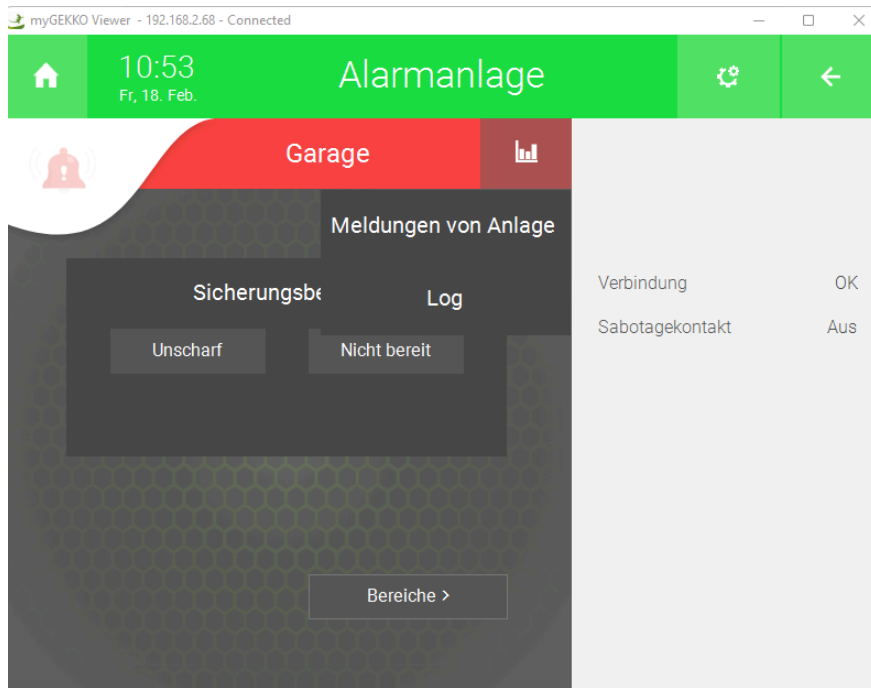 myGEKKO Viewer - 192.168.2.68 - Connected
10:53
Fr, 18. Feb.
Alarmanlage
Garage
Meldungen von Anlage
Log
Sicherungsbe
Unscharf
Nicht bereit
Verbindung OK
Sabotagekontakt Aus
Bereiche >